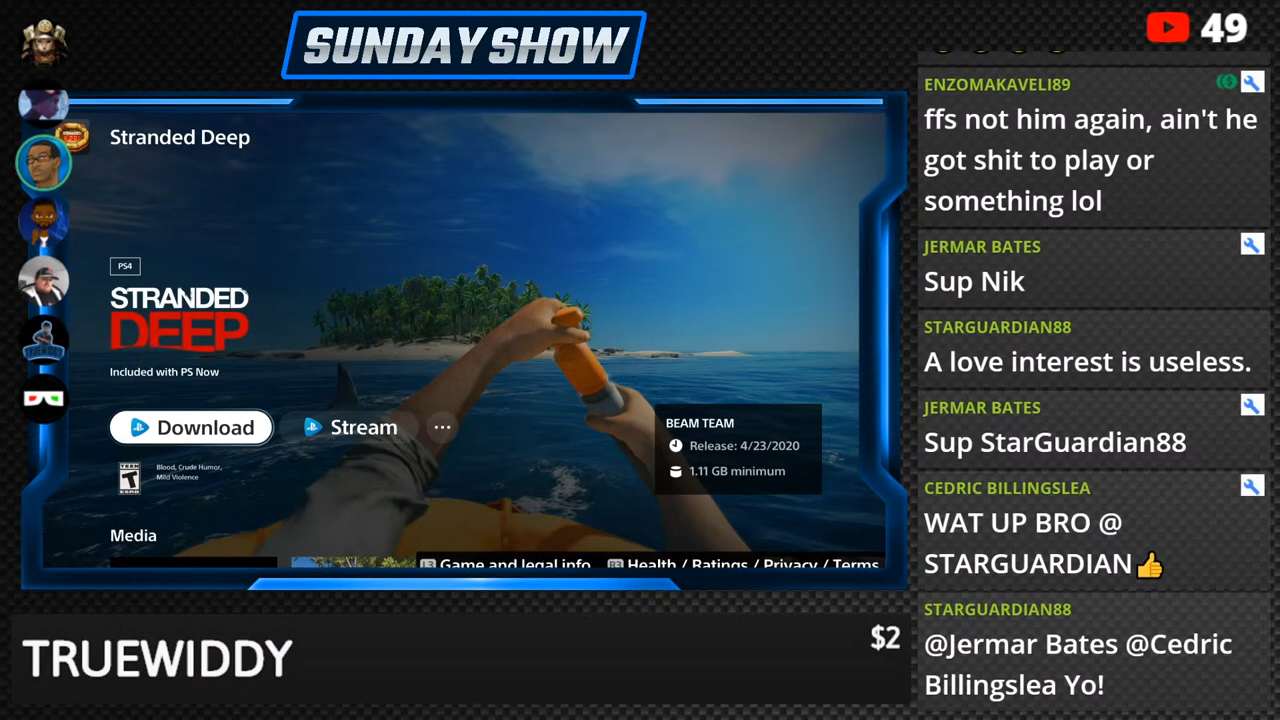 SUNDAY SHOW
49
Stranded Deep
PS4
STRANDED
DEEP
Included with PS Now
Download
Stream
...
BEAM TEAM
Release: 4/23/2020
1.11 GB minimum
TEEN
T
ESRB
Blood, Crude Humor,
Mild Violence
Media
L3 Game and legal info
R3 Health / Ratings / Privacy / Terms
TRUEWIDDY
$2
ENZOMAKAVELI89
ffs not him again, ain't he
got shit to play or
something lol
JERMAR BATES
Sup Nik
STARGUARDIAN88
A love interest is useless.
JERMAR BATES
Sup StarGuardian88
CEDRIC BILLINGSLEA
WAT UP BRO @
STARGUARDIAN👍
STARGUARDIAN88
@Jermar Bates @Cedric
Billingslea Yo!